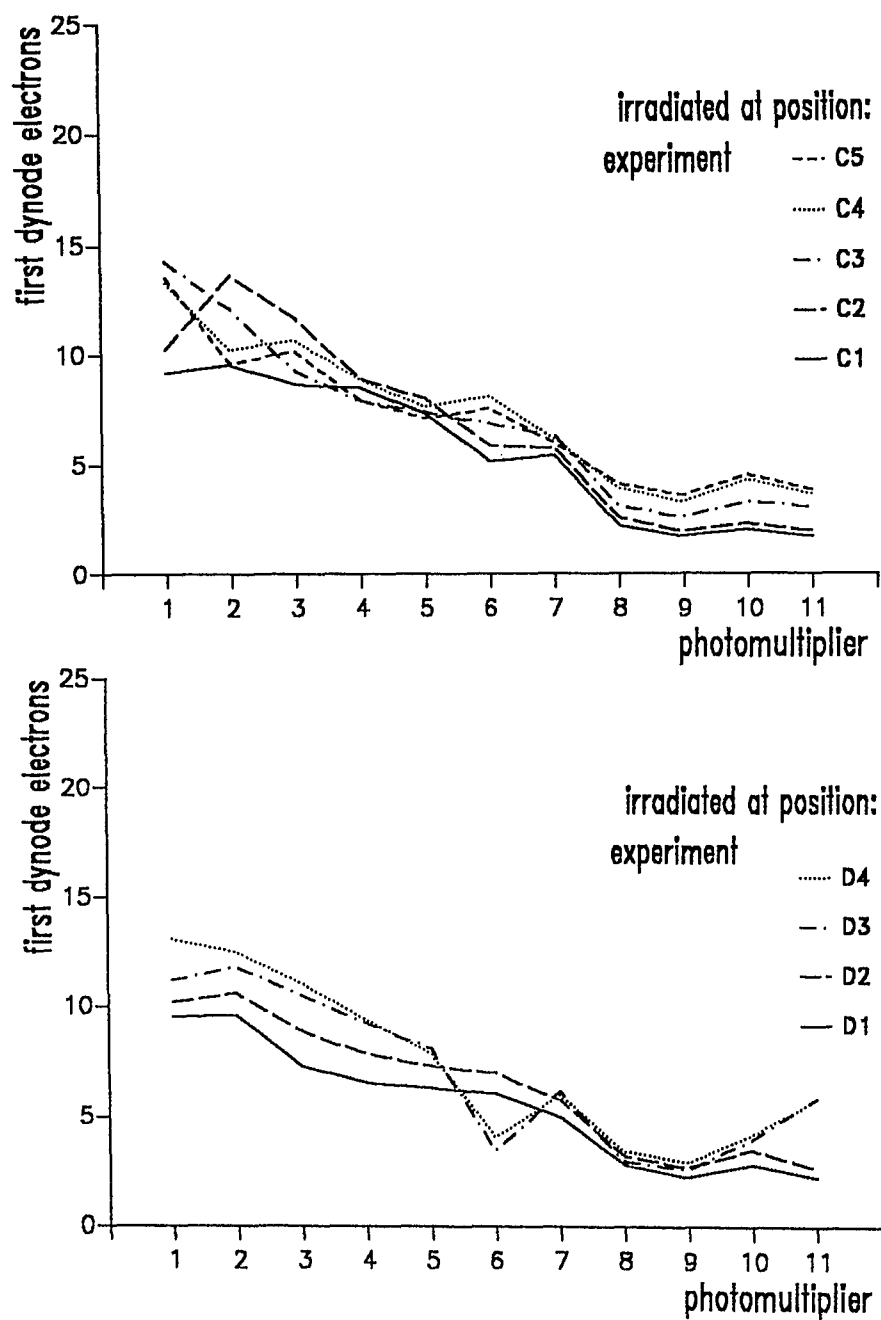 first dynode electrons
25
20
15
10
5
0
irradiated at position:
experiment
C5
C4
C3
C2
C1
1 2 3 4 5 6 7 8 9 10 11
photomultiplier
first dynode electrons
25
20
15
10
5
0
irradiated at position:
experiment
D4
D3
D2
D1
1 2 3 4 5 6 7 8 9 10 11
photomultiplier